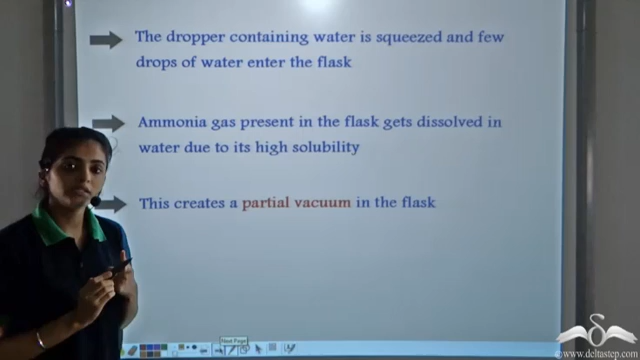 The dropper containing water is squeezed and few
drops of water enter the flask
Ammonia gas present in the flask gets dissolved in
water due to its high solubility
This creates a partial vacuum in the flask
Next Page
©www.deltastep.com